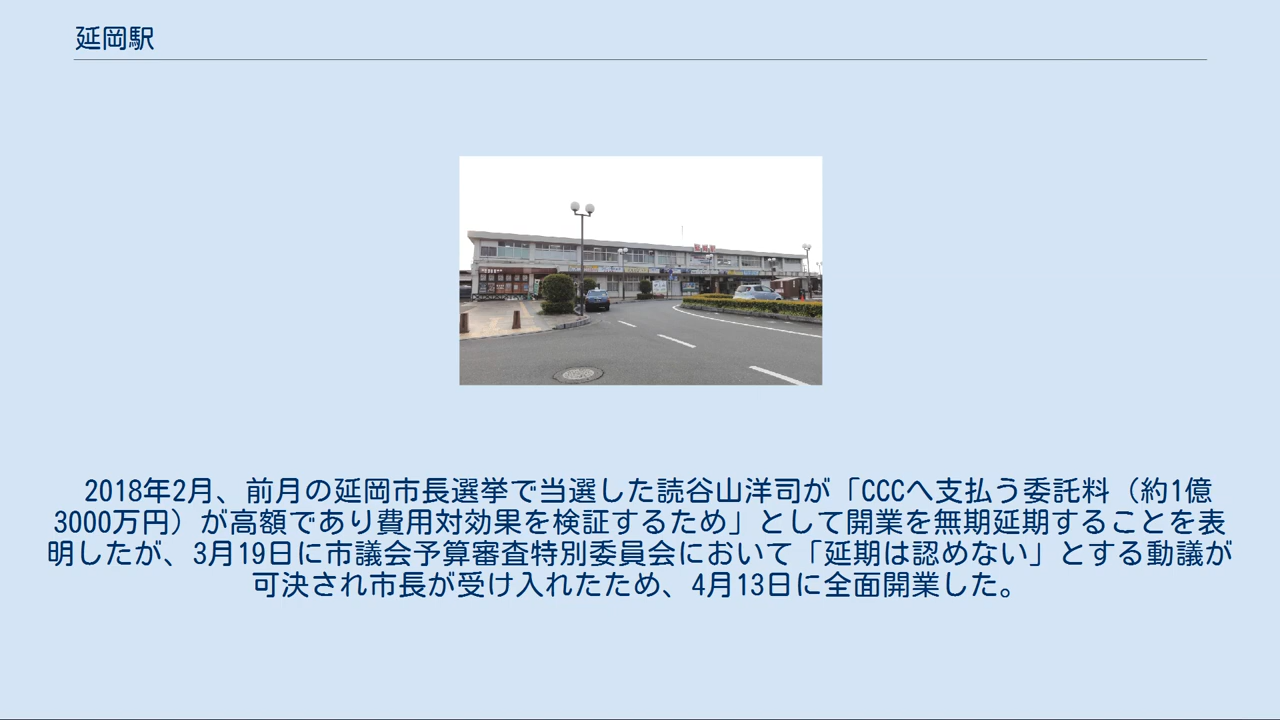 延岡駅
2018年2月、前月の延岡市長選挙で当選した読谷山洋司が「CCCへ支払う委託料（約1億
3000万円）が高額であり費用対効果を検証するため」として開業を無期延期することを表
明したが、3月19日に市議会予算審査特別委員会において「延期は認めない」とする動議が
可決され市長が受け入れたため、4月13日に全面開業した。